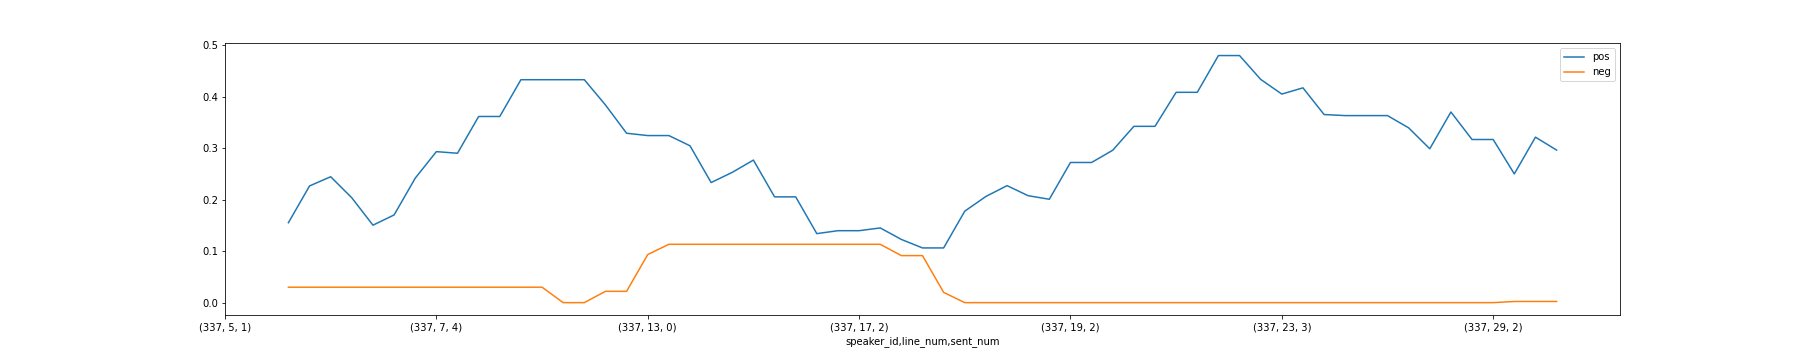 0.5
0.4
0.3
0.2
0.1
0.0
pos
neg
(337, 5, 1) (337, 7, 4) (337, 13, 0) (337, 17, 2) (337, 19, 2) (337, 23, 3) (337, 29, 2)
speaker_id,line_num,sent_num